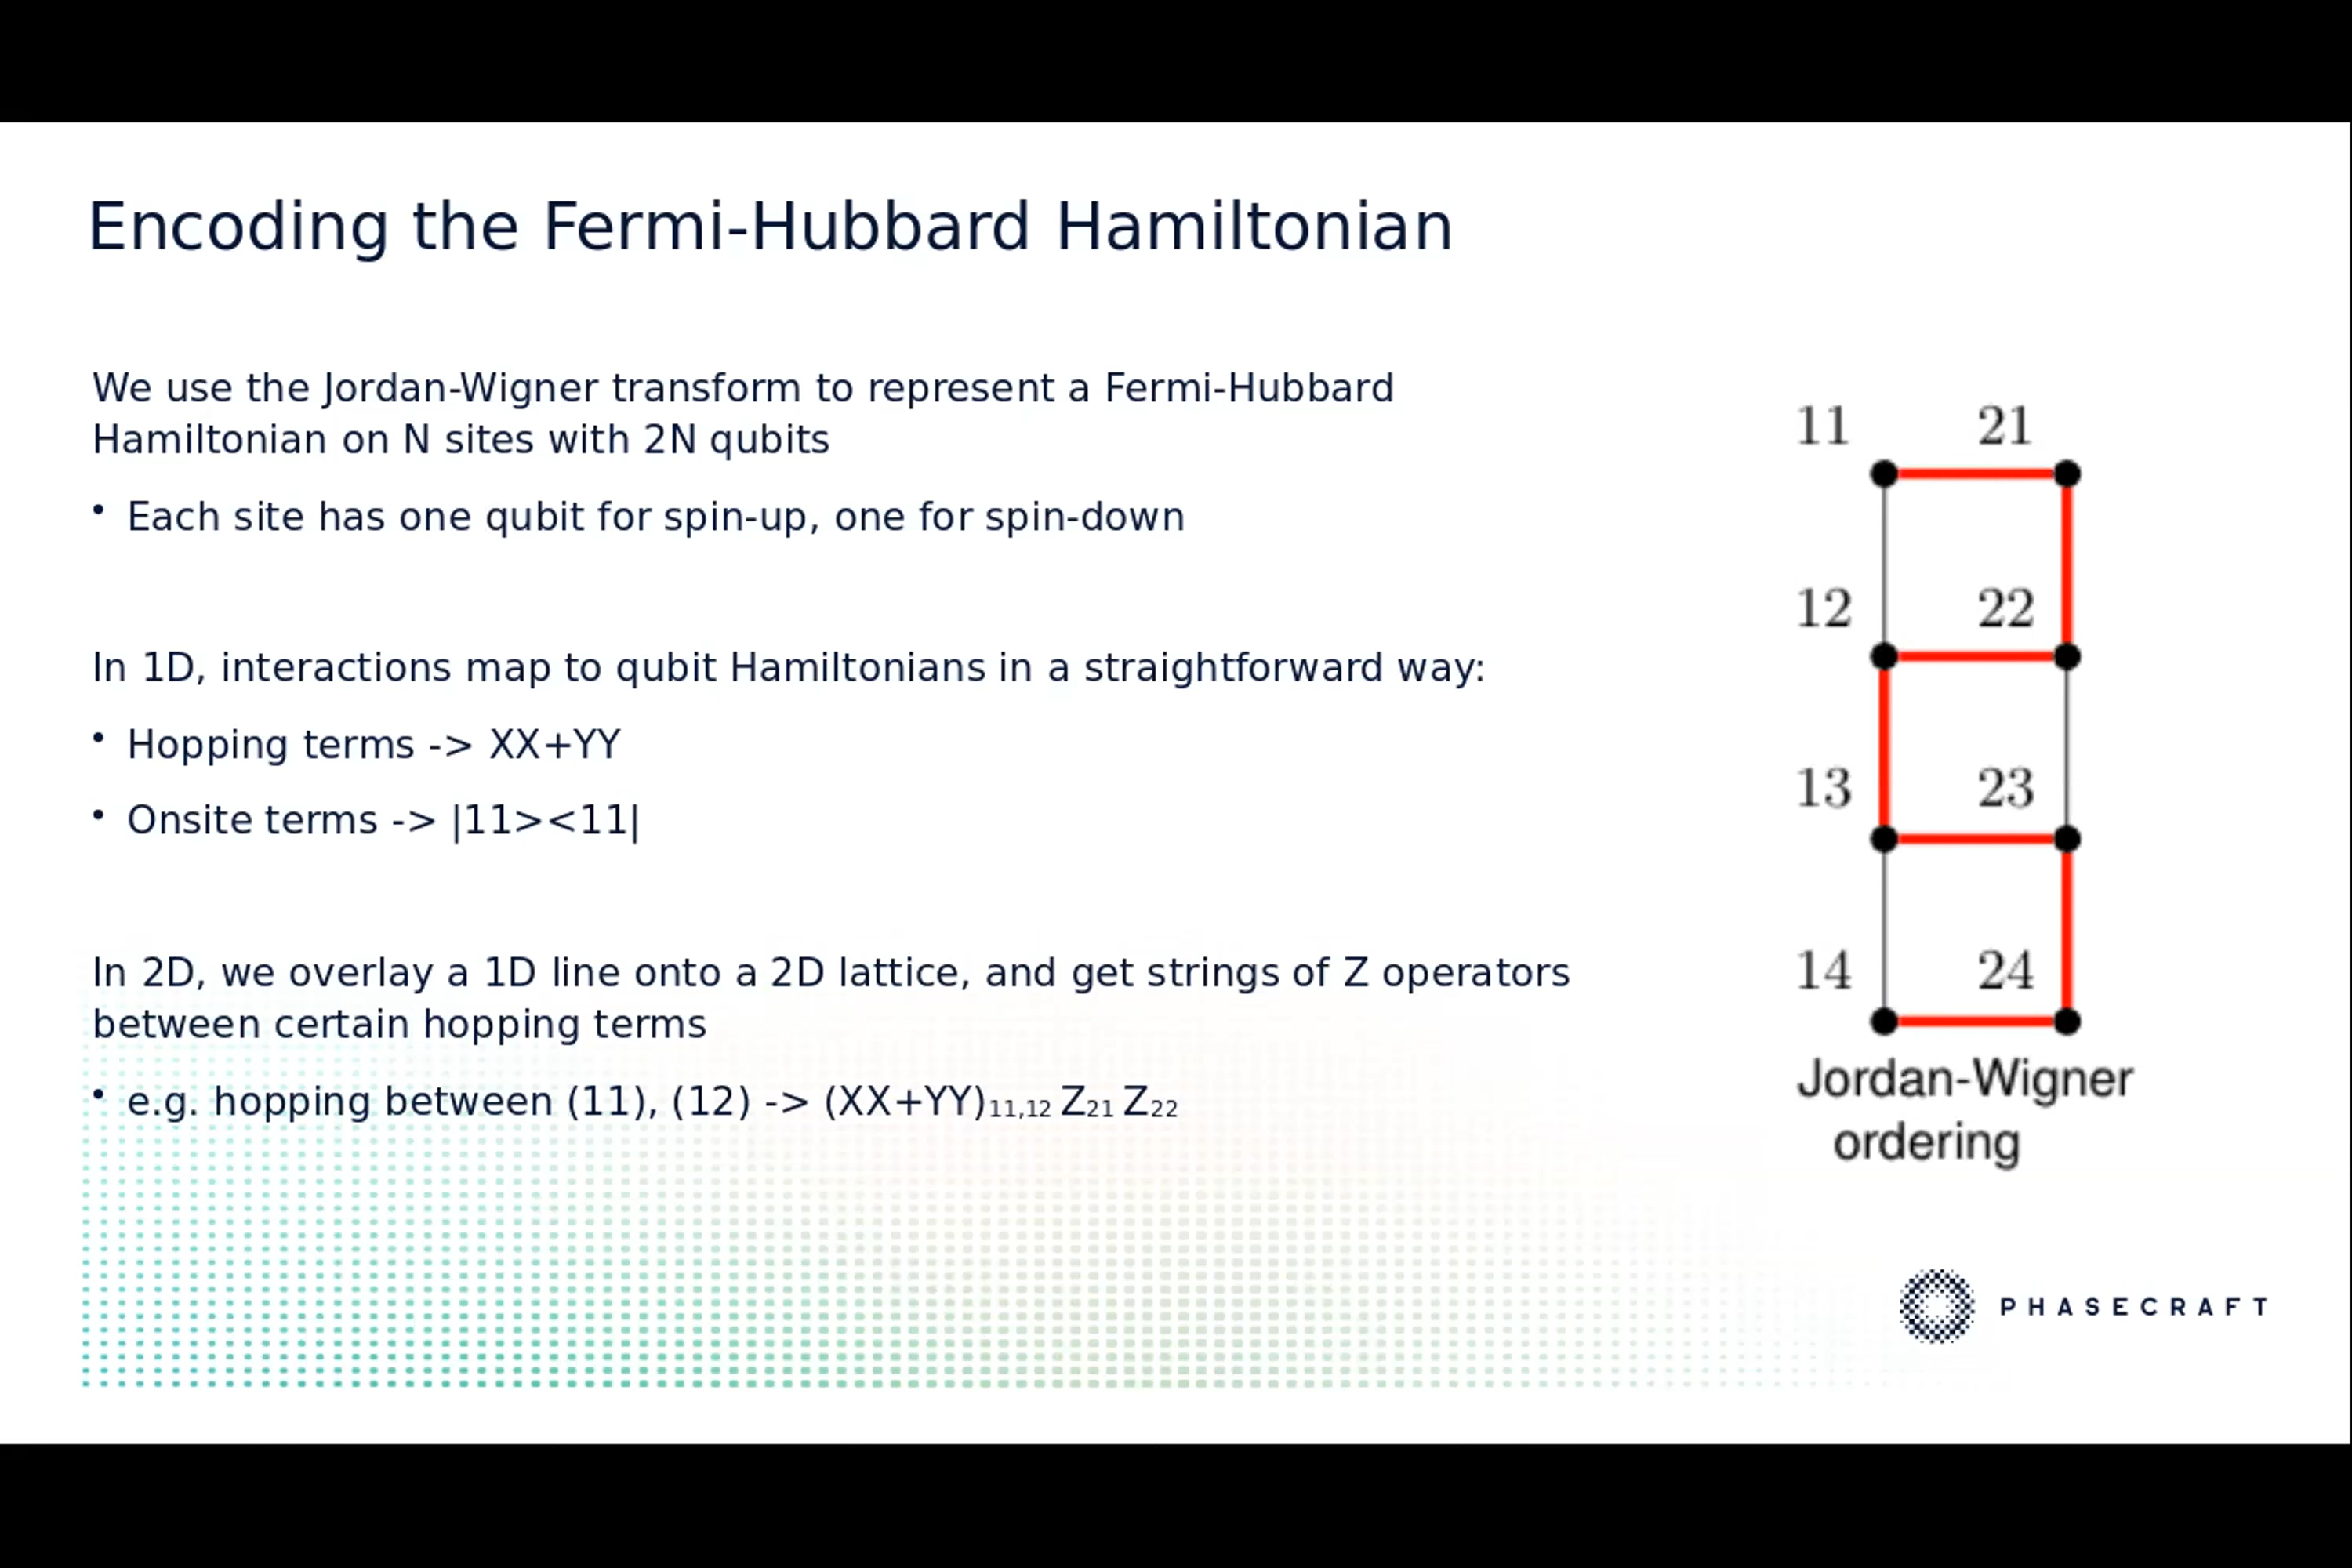 Encoding the Fermi-Hubbard Hamiltonian
We use the Jordan-Wigner transform to represent a Fermi-Hubbard
Hamiltonian on N sites with 2N qubits
• Each site has one qubit for spin-up, one for spin-down
In 1D, interactions map to qubit Hamiltonians in a straightforward way:
• Hopping terms -> XX+YY
• Onsite terms -> |11><11|
In 2D, we overlay a 1D line onto a 2D lattice, and get strings of Z operators
between certain hopping terms
• e.g. hopping between (11), (12) -> (XX+YY)₁₁,₁₂ Z₂₁ Z₂₂
11 21
12 22
13 23
14 24
Jordan-Wigner
ordering
PHASECRAFT